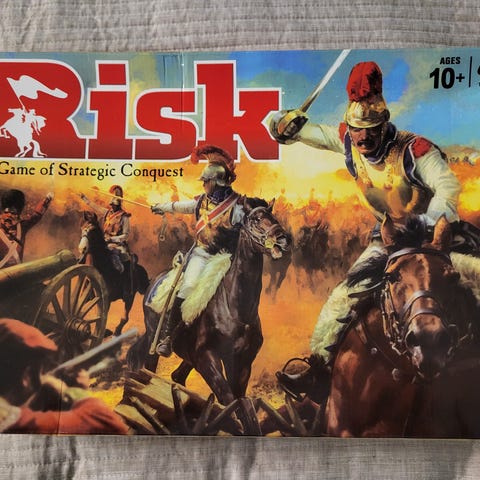 Risk
Game of Strategic Conquest
AGES
10+